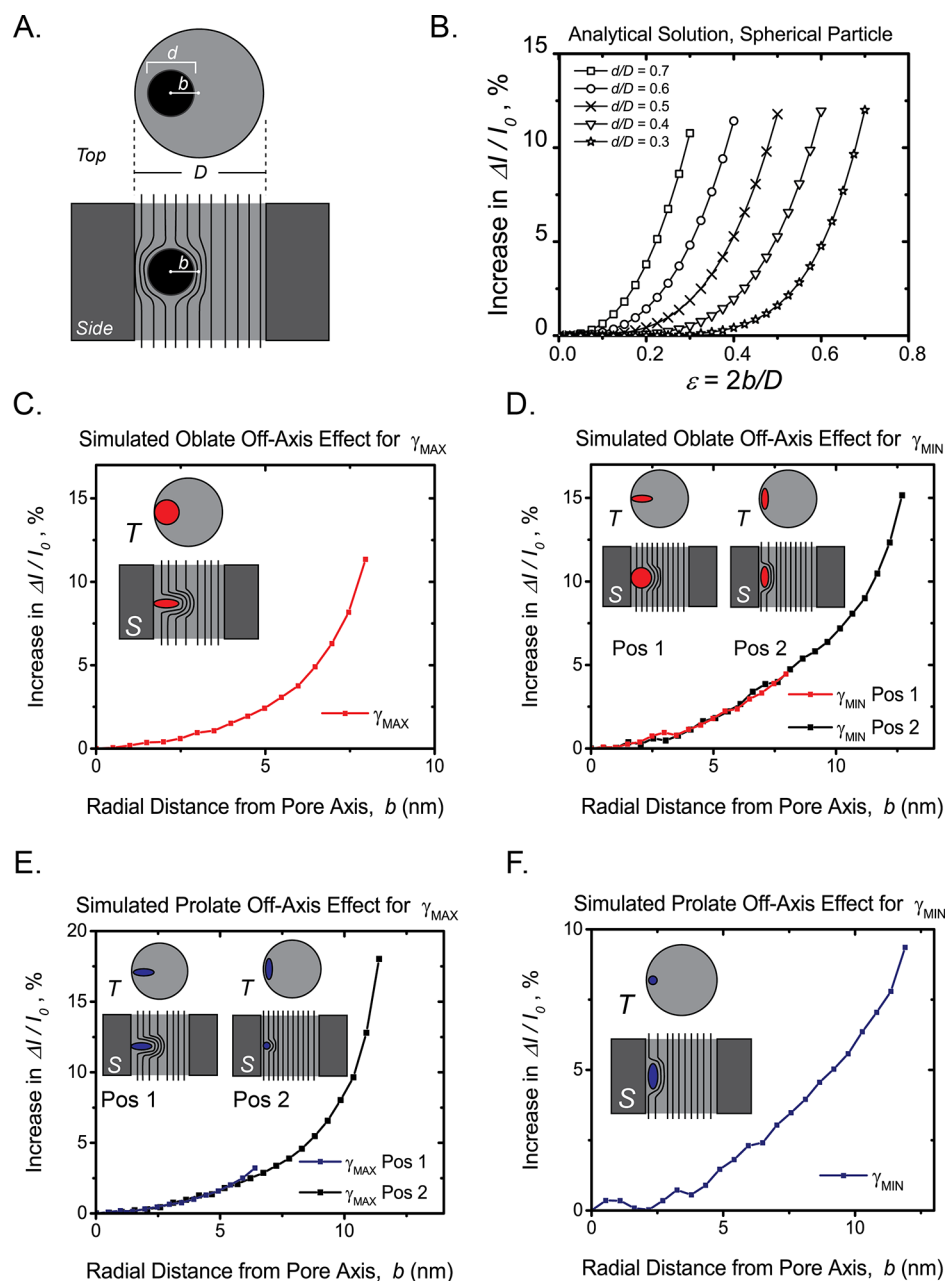 A.
d
b
Top
D
b
Side
B.
Analytical Solution, Spherical Particle
d/D = 0.7
d/D = 0.6
d/D = 0.5
d/D = 0.4
d/D = 0.3
15
10
5
0
Increase in ΔI / I₀ , %
0.0 0.2 0.4 0.6 0.8
ε = 2b/D
C.
Simulated Oblate Off-Axis Effect for γMAX
15
10
5
0
Increase in ΔI / I₀ , %
T
S
γMAX
0 5 10
Radial Distance from Pore Axis, b (nm)
D.
Simulated Oblate Off-Axis Effect for γMIN
15
10
5
0
Increase in ΔI / I₀ , %
T T
S S
Pos 1 Pos 2
γMIN Pos 1
γMIN Pos 2
0 5 10
Radial Distance from Pore Axis, b (nm)
E.
Simulated Prolate Off-Axis Effect for γMAX
20
15
10
5
0
Increase in ΔI / I₀ , %
T T
S S
Pos 1 Pos 2
γMAX Pos 1
γMAX Pos 2
0 5 10
Radial Distance from Pore Axis, b (nm)
F.
Simulated Prolate Off-Axis Effect for γMIN
10
5
0
Increase in ΔI / I₀ , %
T
S
γMIN
0 5 10
Radial Distance from Pore Axis, b (nm)